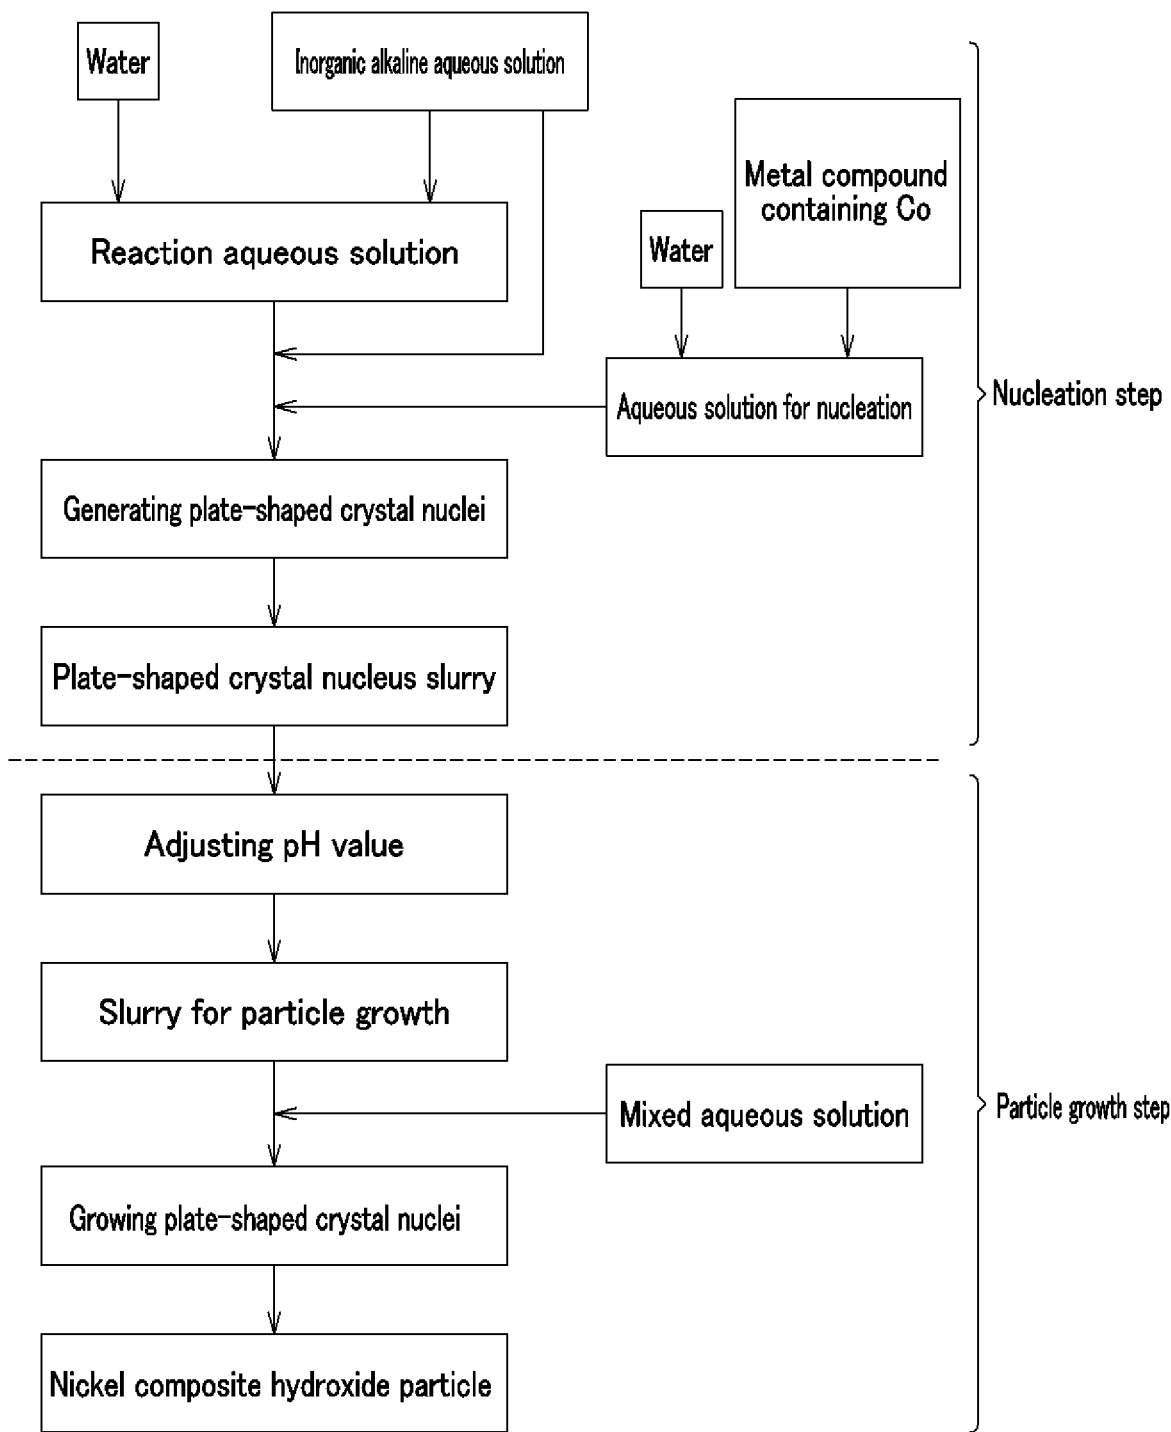 Water
Inorganic alkaline aqueous solution
Metal compound
containing Co
Reaction aqueous solution
Water
Aqueous solution for nucleation
Nucleation step
Generating plate-shaped crystal nuclei
Plate-shaped crystal nucleus slurry
Adjusting pH value
Slurry for particle growth
Mixed aqueous solution
Particle growth step
Growing plate-shaped crystal nuclei
Nickel composite hydroxide particle